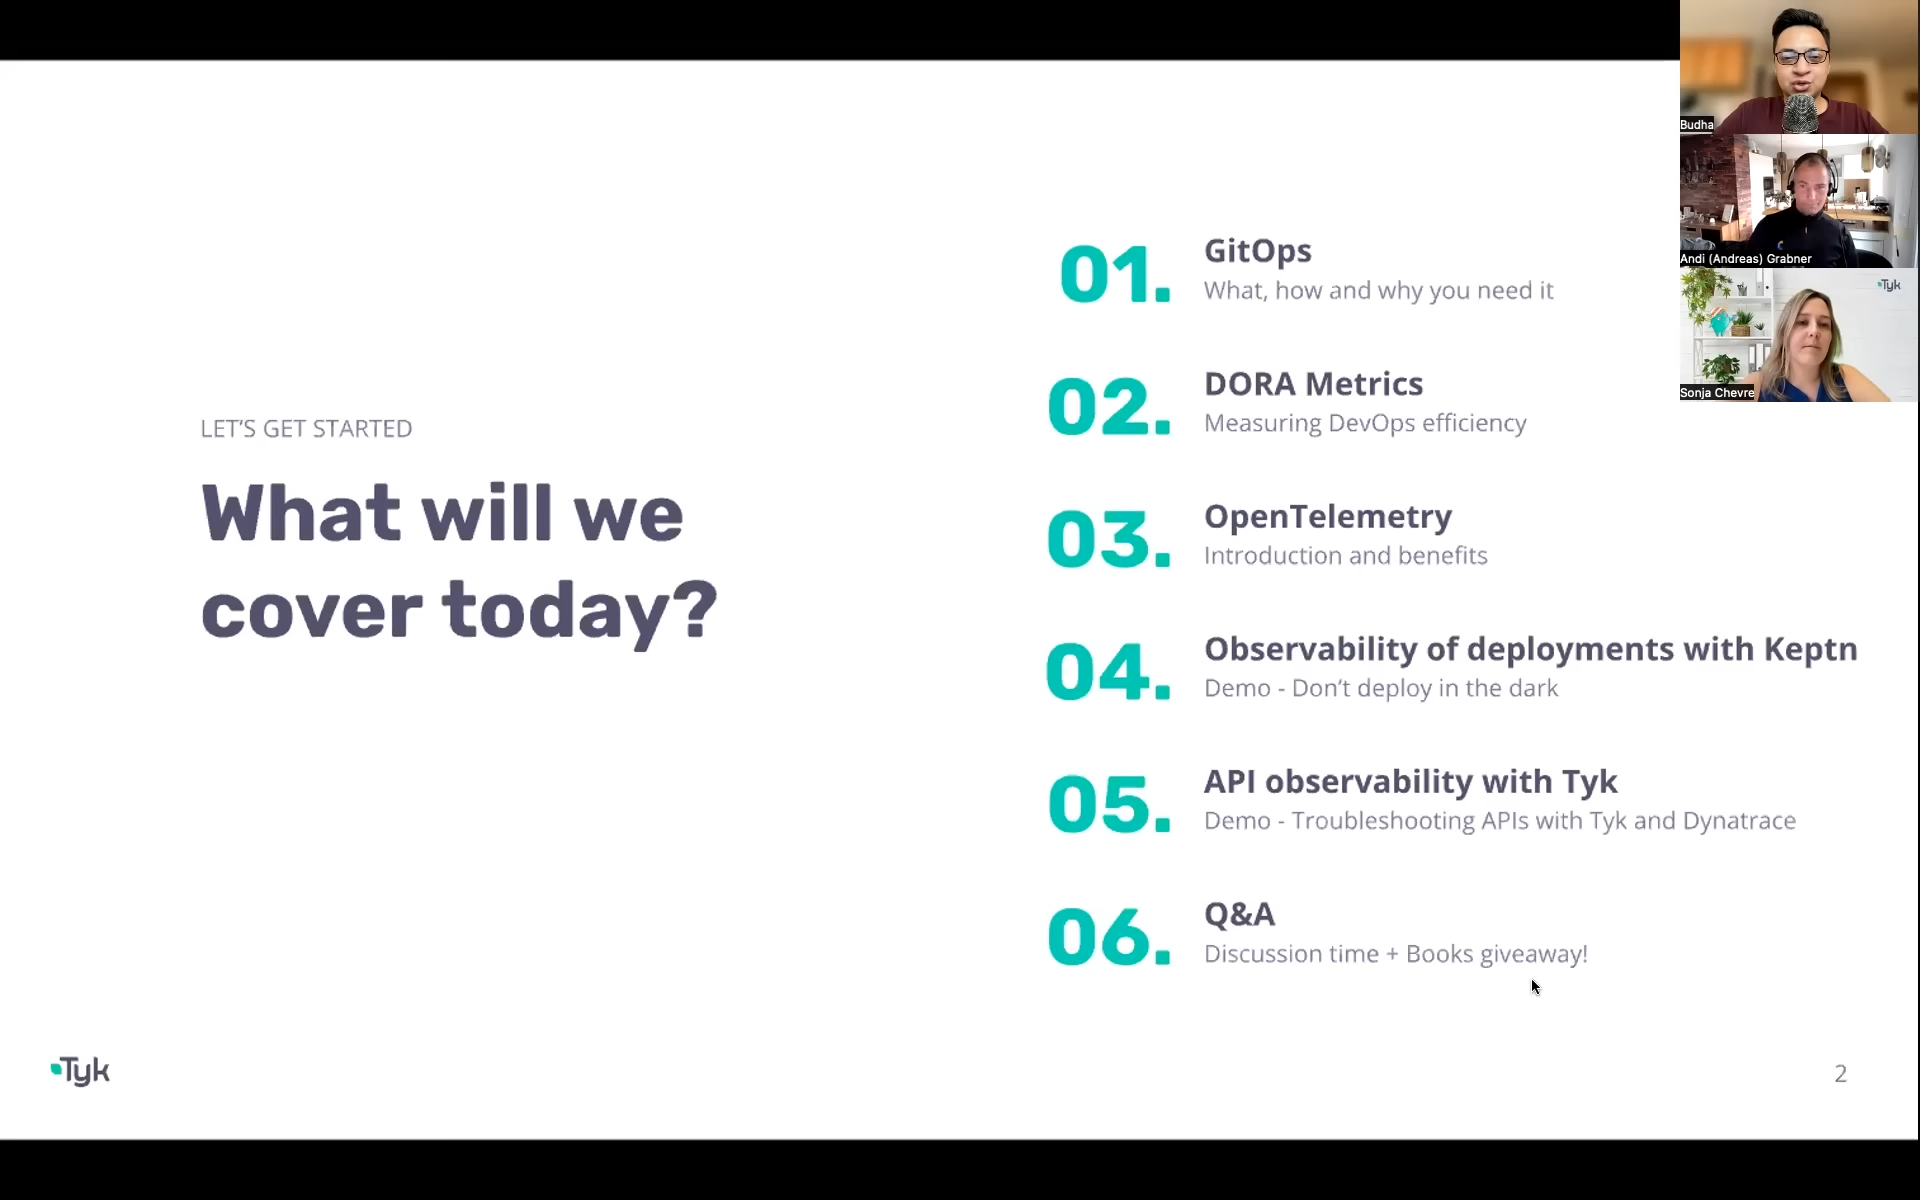 LET'S GET STARTED
What will we
cover today?
01.
GitOps
What, how and why you need it
02.
DORA Metrics
Measuring DevOps efficiency
03.
OpenTelemetry
Introduction and benefits
04.
Observability of deployments with Keptn
Demo - Don't deploy in the dark
05.
API observability with Tyk
Demo - Troubleshooting APIs with Tyk and Dynatrace
06.
Q&A
Discussion time + Books giveaway!
Tyk
2
Budha
Andi (Andreas) Grabner
Tyk
Sonja Chevre